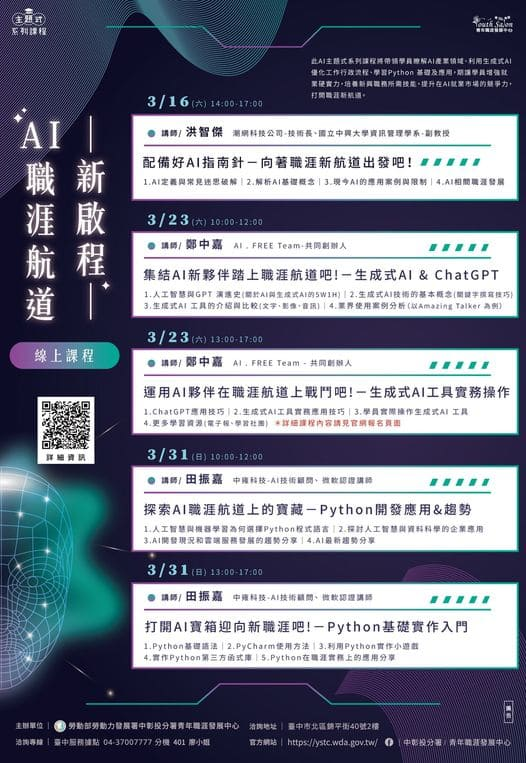 主題式
系列課程
Youth Salon
青年職涯發展中心
此AI主題式系列課程將帶領學員瞭解AI產業領域、利用生成式AI
優化工作行政流程、學習Python 基礎及應用,期讓學員增強就
業硬實力,培養新興職務所需技能,提升在AI就業市場的競爭力,
打開職涯新航道。
AI職涯航道
—新啟程—
線上課程
詳細資訊
3/16(六) 14:00-17:00
講師/ 洪智傑 潮網科技公司-技術長、國立中興大學資訊管理學系-副教授
配備好AI指南針－向著職涯新航道出發吧!
1.AI定義與常見迷思破解｜2.解析AI基礎概念｜3.現今AI的應用案例與限制｜4.AI相關職涯發展
3/23(六) 10:00-12:00
講師/ 鄭中嘉 AI . FREE Team-共同創辦人
集結AI新夥伴踏上職涯航道吧!－生成式AI & ChatGPT
1.人工智慧與GPT 演進史(關於AI與生成式AI的5W1H)｜2.生成式AI技術的基本概念(關鍵字撰寫技巧)
3.生成式AI 工具的介紹與比較(文字、影像、音訊)｜4.業界使用案例分析(以Amazing Talker 為例)
3/23(六) 13:00-17:00
講師/ 鄭中嘉 AI . FREE Team - 共同創辦人
運用AI夥伴在職涯航道上戰鬥吧!－生成式AI工具實務操作
1.ChatGPT應用技巧｜2.生成式AI工具實務應用技巧｜3.學員實際操作生成式AI 工具
4.更多學習資源(電子報、學習社團) ＊詳細課程內容請見官網報名頁面
3/31(日) 10:00-12:00
講師/ 田振嘉 中雍科技-AI技術顧問、微軟認證講師
探索AI職涯航道上的寶藏－Python開發應用&趨勢
1.人工智慧與機器學習為何選擇Python程式語言｜2.探討人工智慧與資料科學的企業應用
3.AI開發現況和雲端服務發展的趨勢分享｜4.AI最新趨勢分享
3/31(日) 13:00-17:00
講師/ 田振嘉 中雍科技-AI技術顧問、微軟認證講師
打開AI寶箱迎向新職涯吧!－Python基礎實作入門
1.Python基礎語法｜2.PyCharm使用方法｜3.利用Python實作小遊戲
4.實作Python第三方函式庫｜5.Python在職涯實務上的應用分享
廣告
主辦單位｜勞動部勞動力發展署中彰投分署青年職涯發展中心 洽詢地址｜臺中市北區錦平街40號2樓
洽詢專線｜臺中服務據點 04-37007777 分機 401 廖小姐 官方網站｜https://ystc.wda.gov.tw/ 中彰投分署/青年職涯發展中心